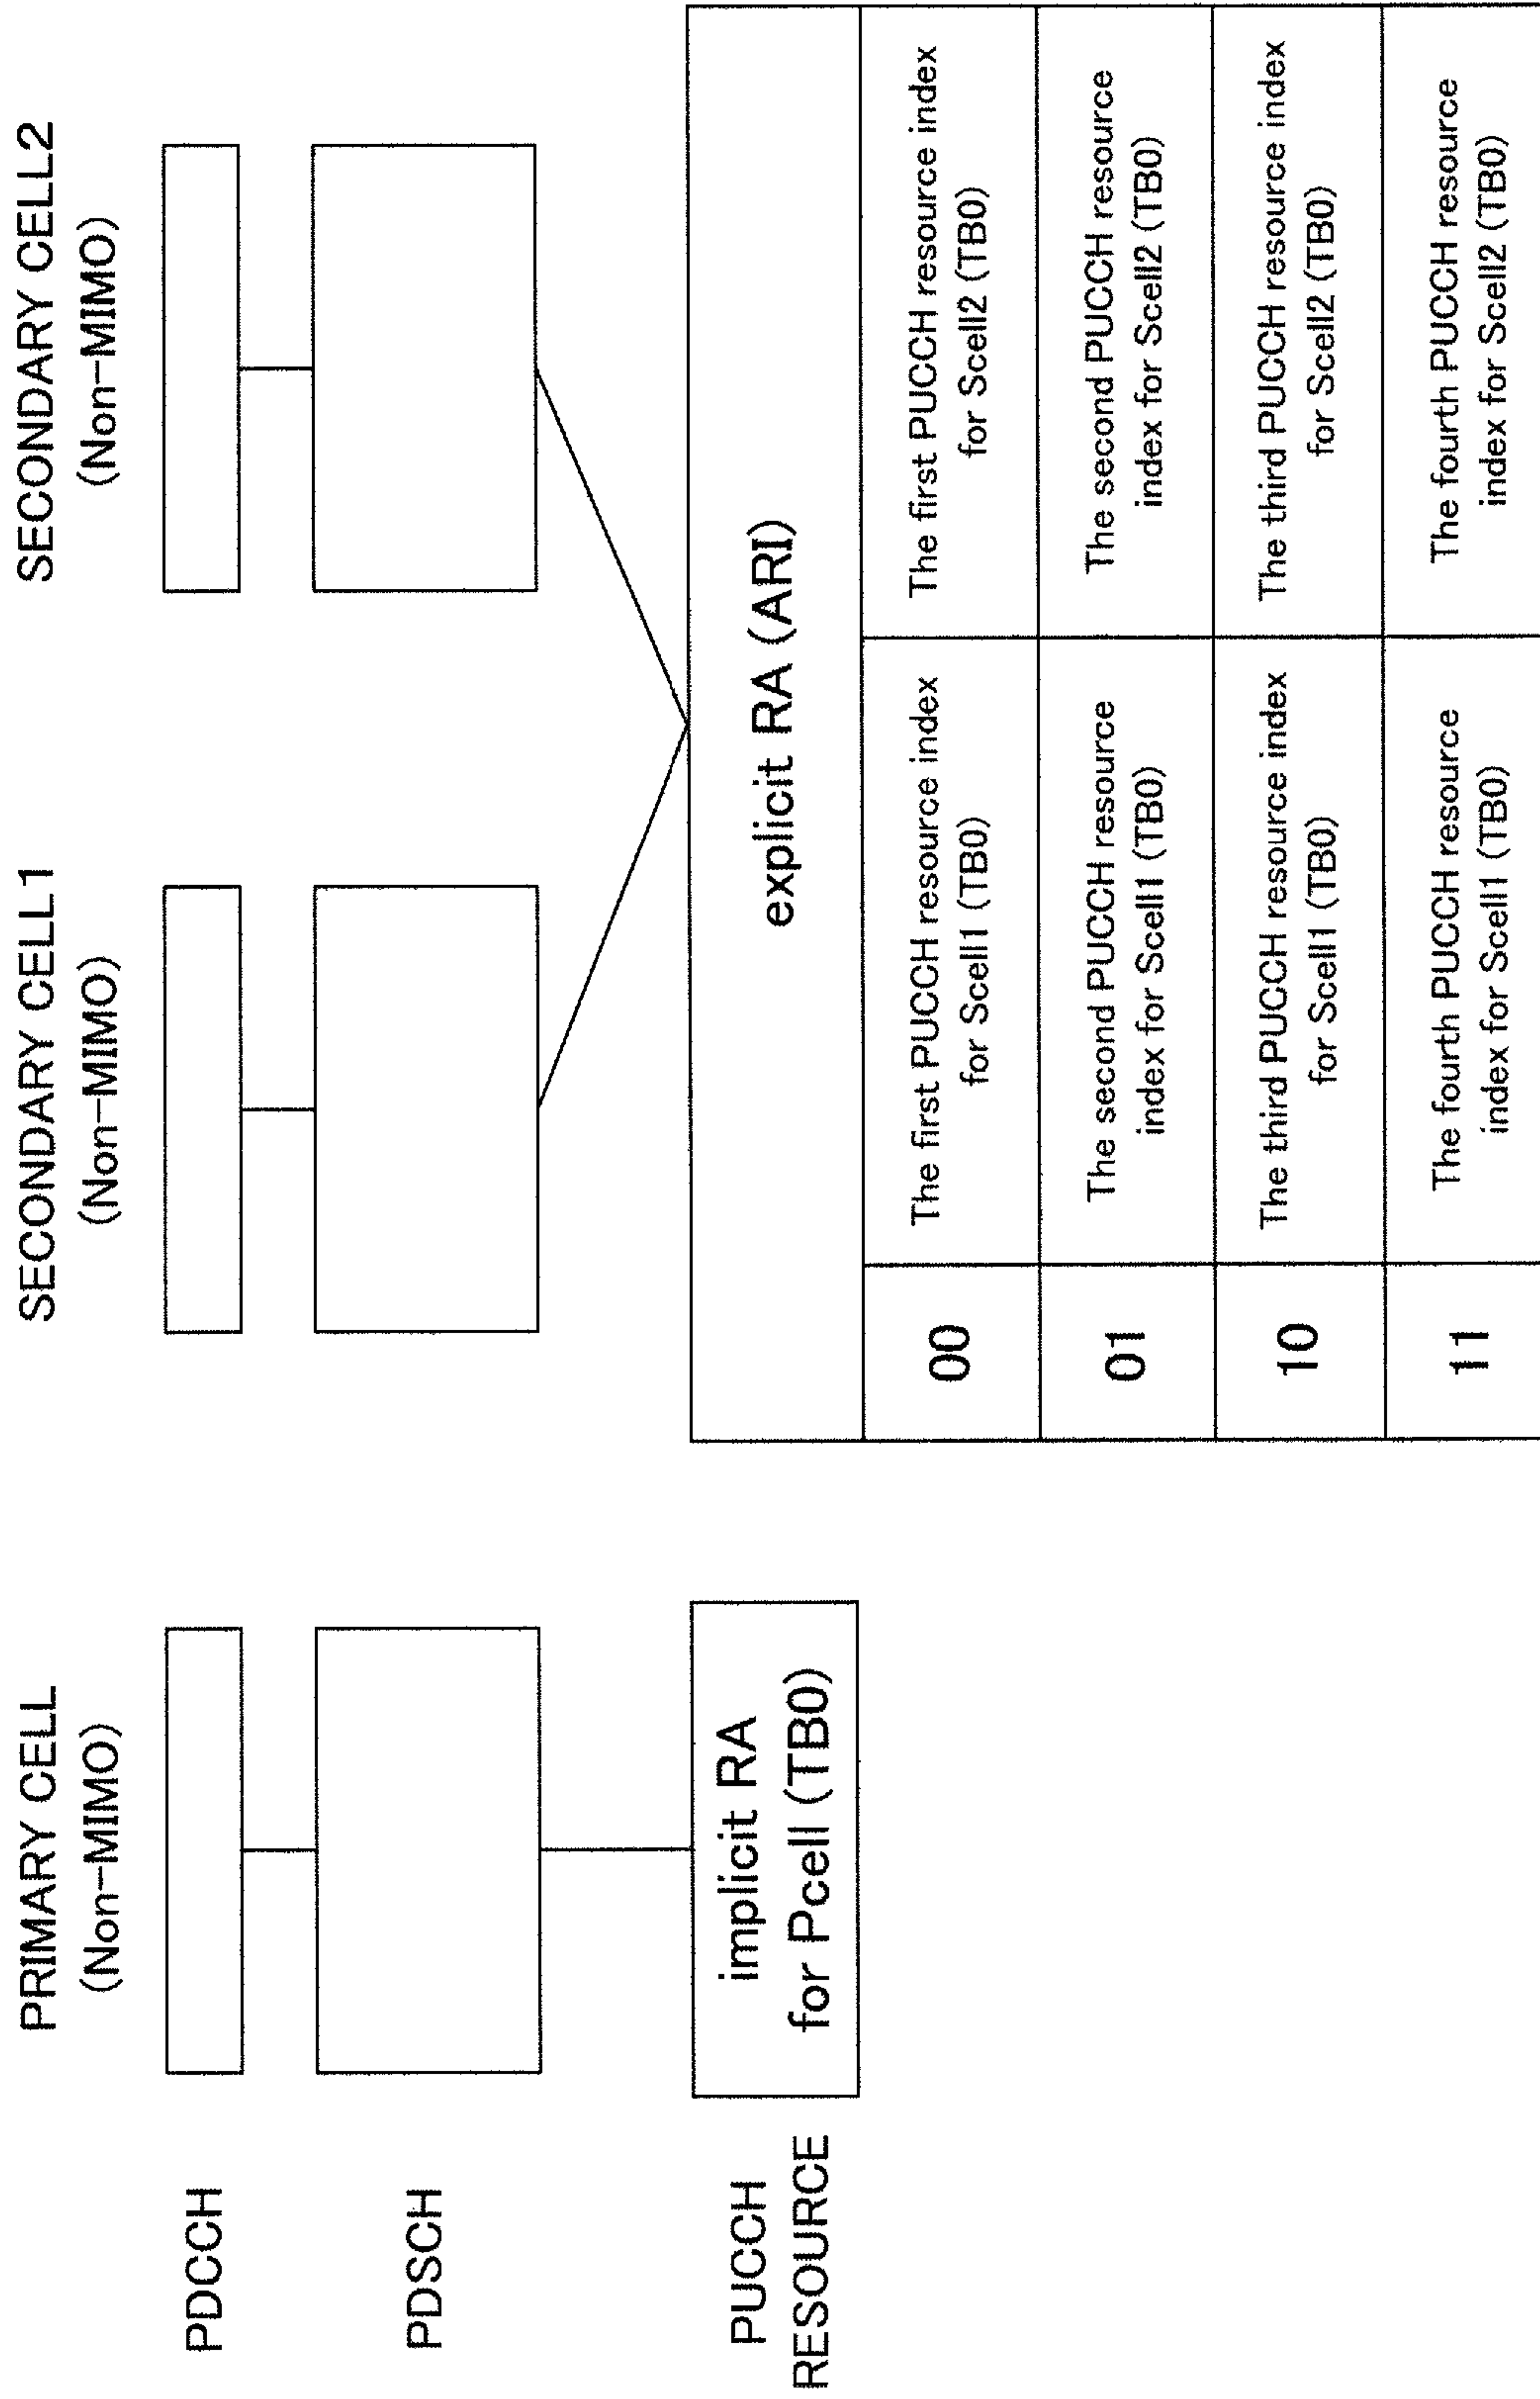 PRIMARY CELL
(Non-MIMO)
SECONDARY CELL1
(Non-MIMO)
SECONDARY CELL2
(Non-MIMO)
PDCCH
PDSCH
PUCCH
RESOURCE
implicit RA
for Pcell (TB0)
explicit RA (ARI)
00
The first PUCCH resource index
for Scell1 (TB0)
The first PUCCH resource index
for Scell2 (TB0)
01
The second PUCCH resource
index for Scell1 (TB0)
The second PUCCH resource
index for Scell2 (TB0)
10
The third PUCCH resource index
for Scell1 (TB0)
The third PUCCH resource index
for Scell2 (TB0)
11
The fourth PUCCH resource
index for Scell1 (TB0)
The fourth PUCCH resource
index for Scell2 (TB0)